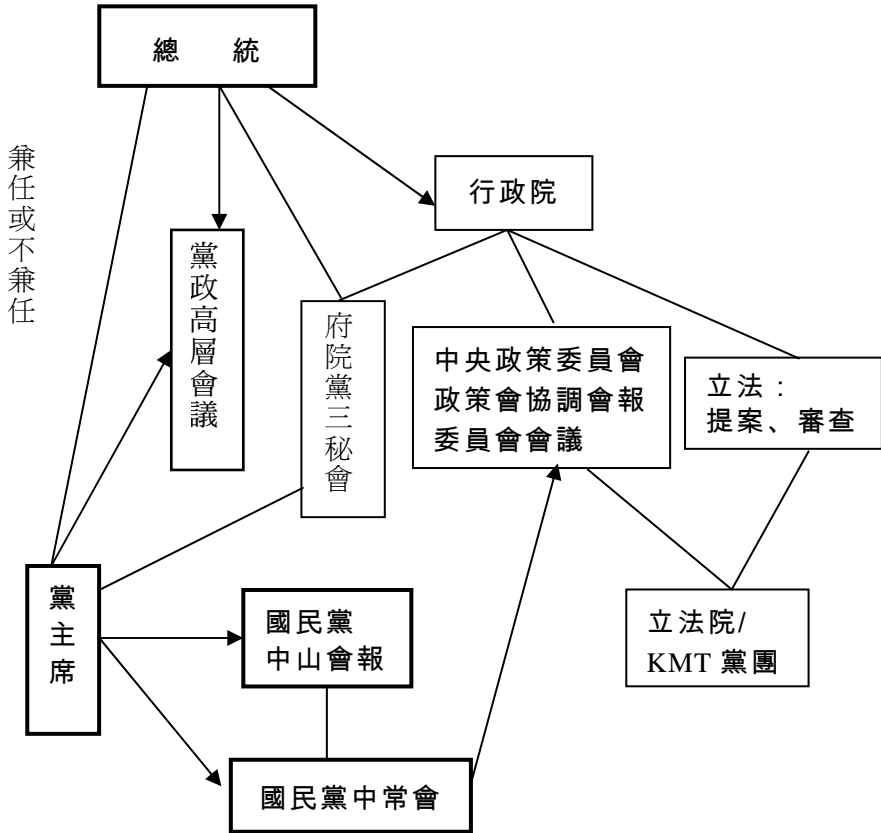 總 統
兼任或不兼任
行政院
黨政高層會議
府院黨三秘會
中央政策委員會
政策會協調會報
委員會會議
立法：
提案、審查
黨主席
國民黨
中山會報
立法院/
KMT 黨團
國民黨中常會